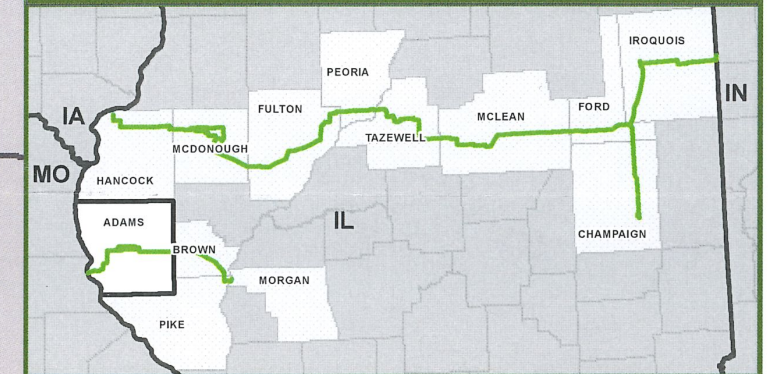 IROQUOIS
PEORIA
IN
FULTON
FORD
MCLEAN
IA
TAZEWELL
MCDONOUGH
MO
HANCOCK
ADAMS
IL
CHAMPAIGN
BROWN
MORGAN
PIKE